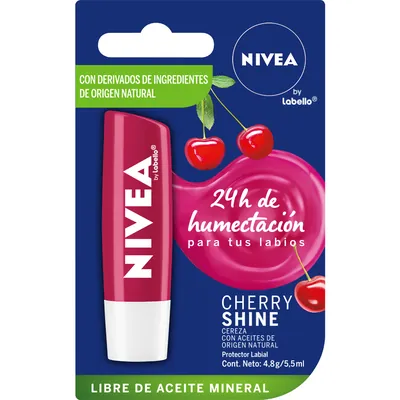 CON DERIVADOS DE INGREDIENTES
DE ORIGEN NATURAL
NIVEA
by
Labello®
NIVEA
by Labello®
24h de
humectación
para tus labios
CHERRY
SHINE
CEREZA
CON ACEITES DE
ORIGEN NATURAL
Protector Labial
Cont. Neto: 4,8g/5,5ml
LIBRE DE ACEITE MINERAL